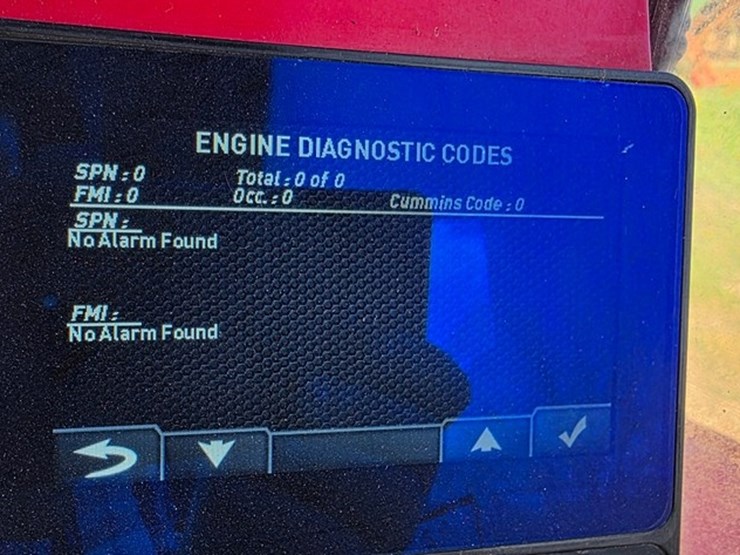 ENGINE DIAGNOSTIC CODES
SPN : 0 Total : 0 of 0
FMI : 0 Occ. : 0 Cummins Code : 0
SPN :
No Alarm Found
FMI :
No Alarm Found